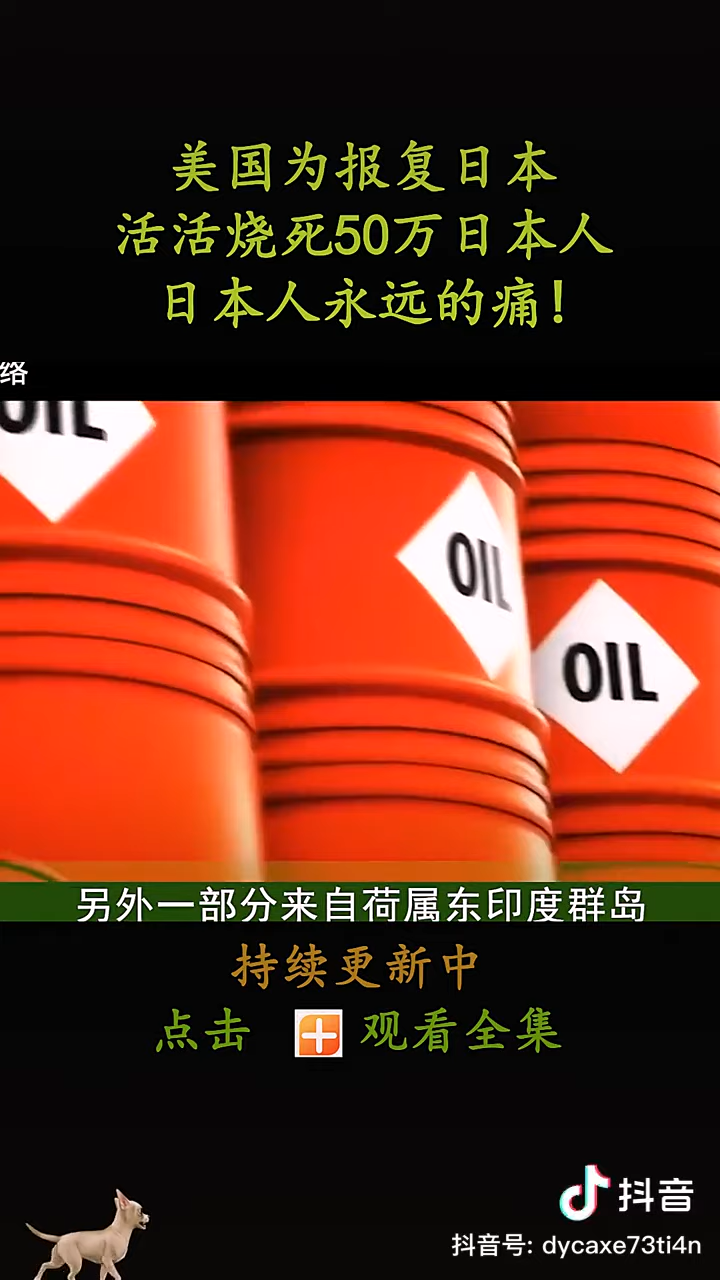 美国为报复日本
活活烧死50万日本人
日本人永远的痛!
络
OIL
OIL
OIL
另外一部分来自荷属东印度群岛
持续更新中
点击 观看全集
抖音
抖音号: dycaxe73ti4n